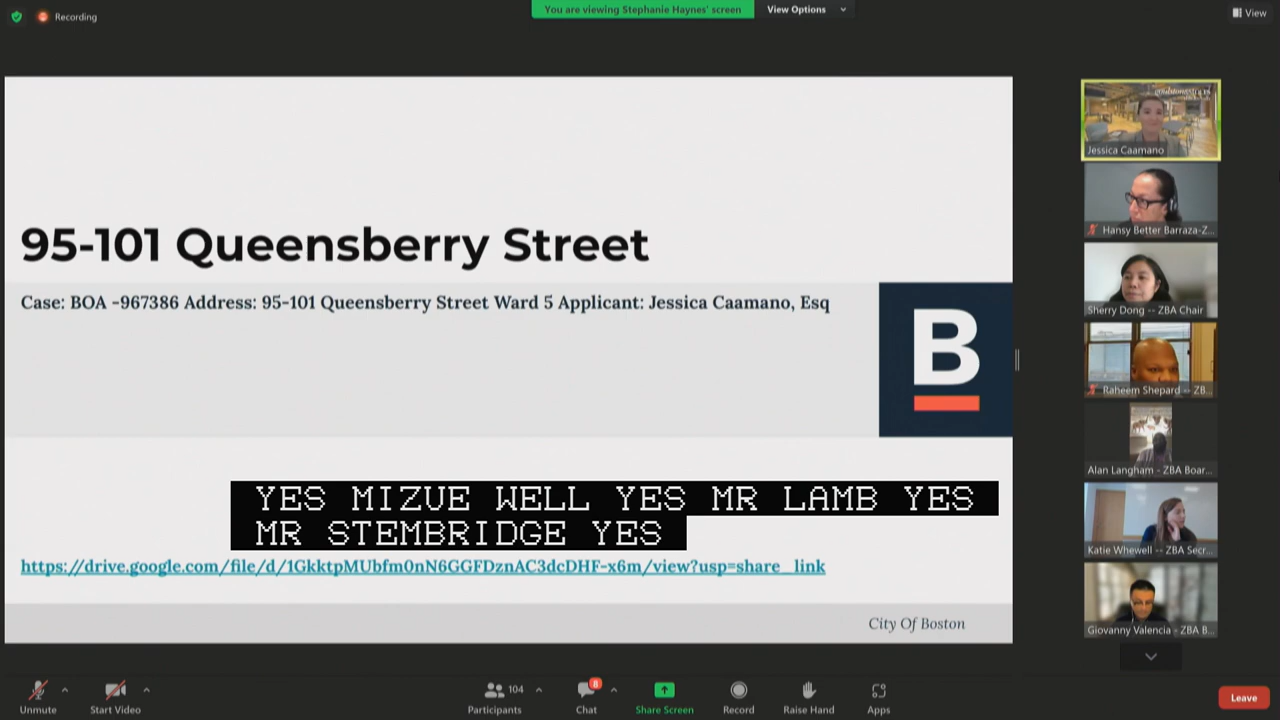 Recording
You are viewing Stephanie Haynes' screen
View Options
View
95-101 Queensberry Street
Case: BOA -967386 Address: 95-101 Queensberry Street Ward 5 Applicant: Jessica Caamano, Esq
B
YES MIZUE WELL YES MR LAMB YES
MR STEMBRIDGE YES
https://drive.google.com/file/d/1GkktpMUbfm0nN6GGFDznAC3dcDHF-x6m/view?usp=share_link
City Of Boston
Jessica Caamano
Hansy Better Barraza-Z...
Sherry Dong -- ZBA Chair
Raheem Shepard -- ZB...
Alan Langham - ZBA Boar...
Katie Whewell -- ZBA Secr...
Giovanny Valencia - ZBA B...
Unmute
Start Video
104
Participants
8
Chat
Share Screen
Record
Raise Hand
Apps
Leave